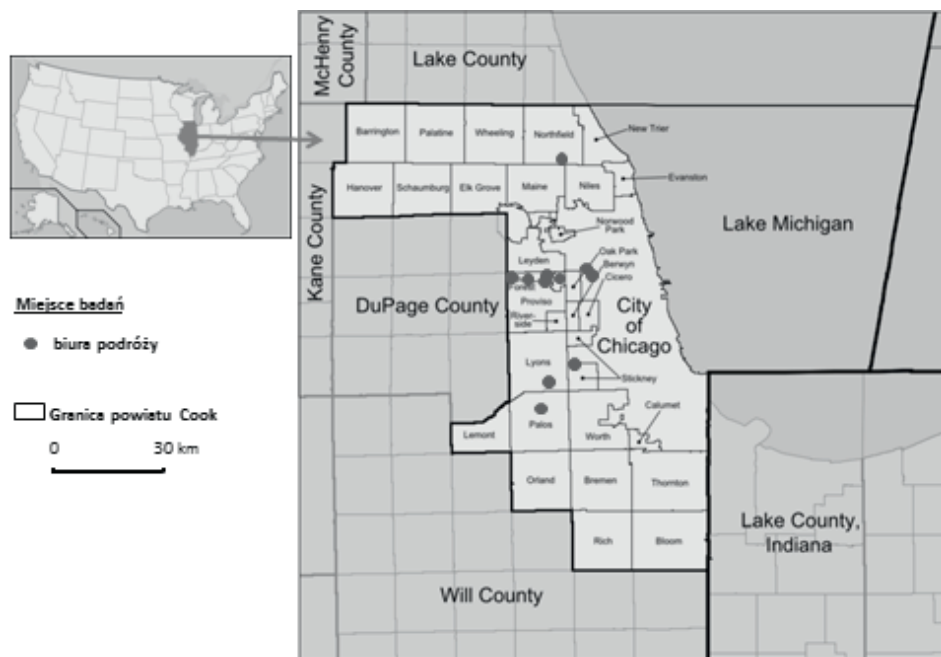 McHenry
County
Lake County
Barrington
Palatine
Wheeling
Northfield
New Trier
Hanover
Schaumburg
Elk Grove
Maine
Niles
Evanston
Kane County
Norwood
Park
Lake Michigan
Leyden
Oak Park
Berwyn
Cicero
Proviso
River-
side
DuPage County
City
of
Chicago
Miejsce badań
biura podróży
Lyons
Stickney
Granica powiatu Cook
0 30 km
Lemont
Palos
Worth
Calumet
Orland
Bremen
Thornton
Rich
Bloom
Lake County,
Indiana
Will County